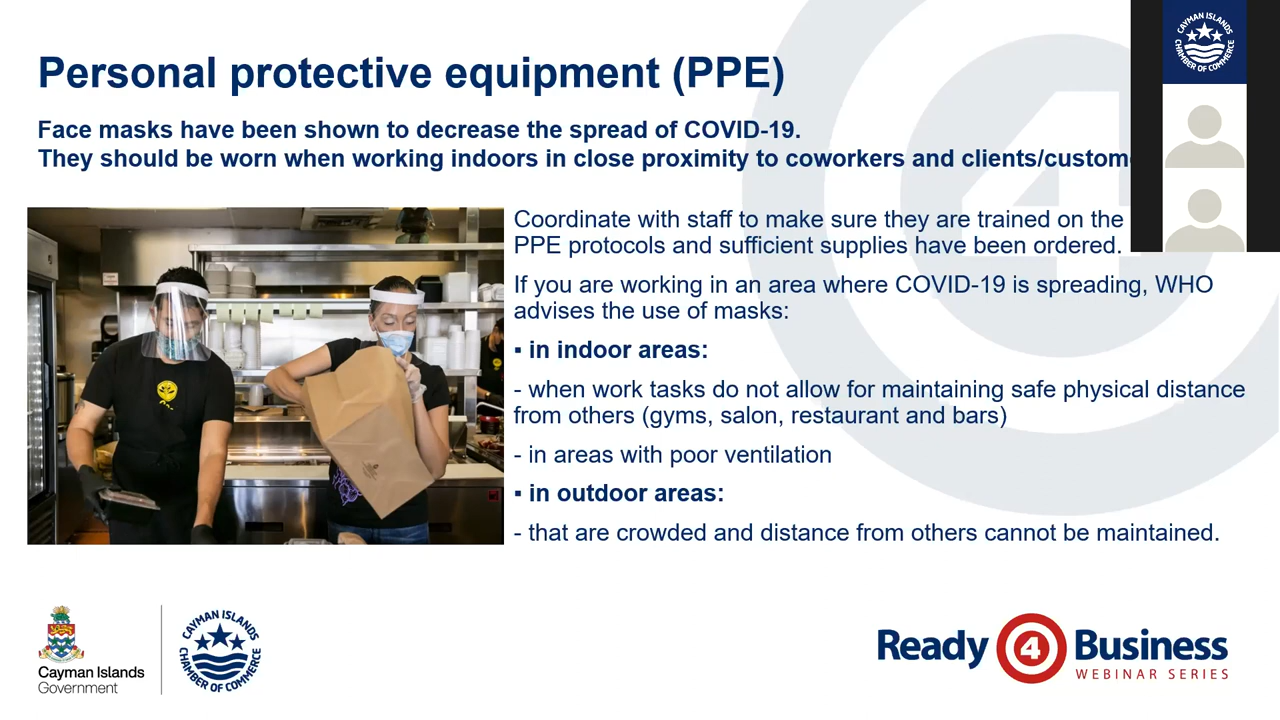 Personal protective equipment (PPE)
Face masks have been shown to decrease the spread of COVID-19.
They should be worn when working indoors in close proximity to coworkers and clients/custom
Coordinate with staff to make sure they are trained on the
PPE protocols and sufficient supplies have been ordered.
If you are working in an area where COVID-19 is spreading, WHO
advises the use of masks:
▪ in indoor areas:
- when work tasks do not allow for maintaining safe physical distance
from others (gyms, salon, restaurant and bars)
- in areas with poor ventilation
▪ in outdoor areas:
- that are crowded and distance from others cannot be maintained.
CAYMAN ISLANDS
CHAMBER OF COMMERCE
Cayman Islands
Government
CAYMAN ISLANDS
CHAMBER OF COMMERCE
Ready 4 Business
WEBINAR SERIES